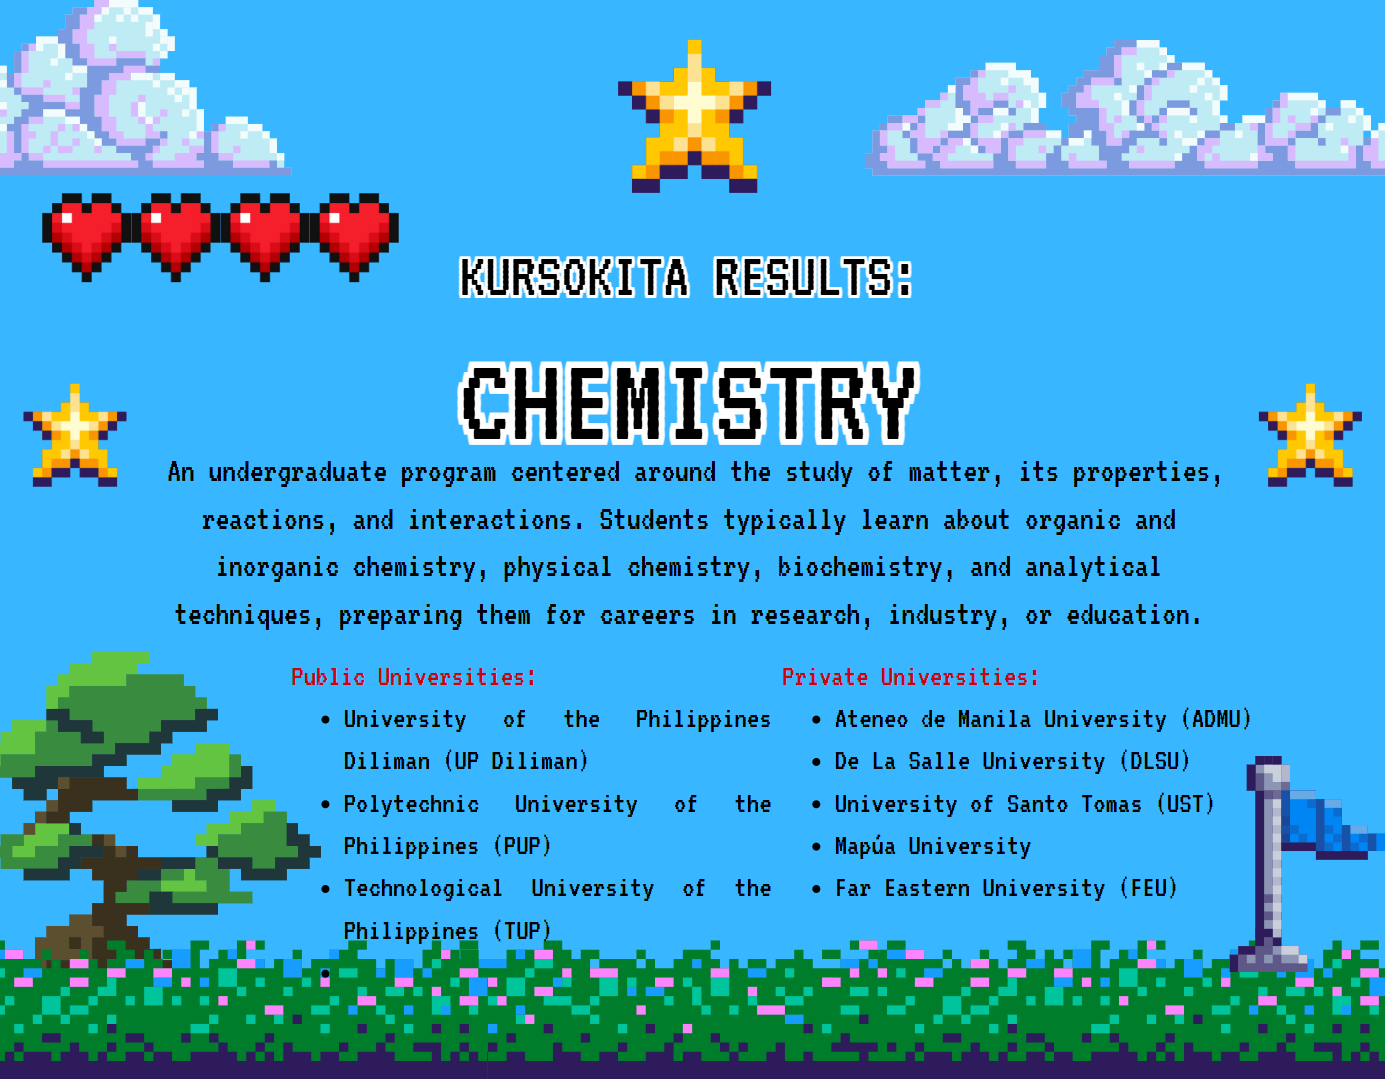 KURSOKITA RESULTS:
CHEMISTRY
An undergraduate program centered around the study of matter, its properties,
reactions, and interactions. Students typically learn about organic and
inorganic chemistry, physical chemistry, biochemistry, and analytical
techniques, preparing them for careers in research, industry, or education.
Public Universities:
• University of the Philippines
Diliman (UP Diliman)
• Polytechnic University of the
Philippines (PUP)
• Technological University of the
Philippines (TUP)
•
Private Universities:
• Ateneo de Manila University (ADMU)
• De La Salle University (DLSU)
• University of Santo Tomas (UST)
• Mapúa University
• Far Eastern University (FEU)